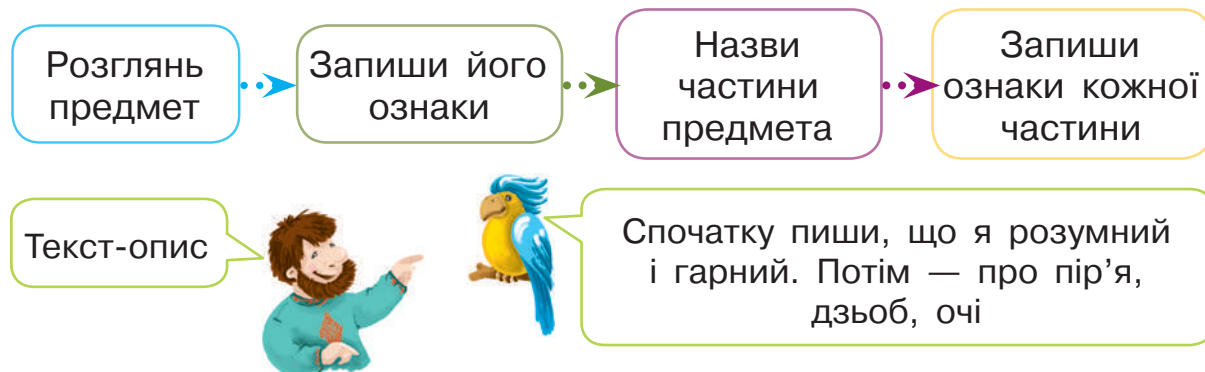 Розглянь
предмет
Запиши його
ознаки
Назви
частини
предмета
Запиши
ознаки кожної
частини
Текст-опис
Спочатку пиши, що я розумний
і гарний. Потім — про пір’я,
дзьоб, очі